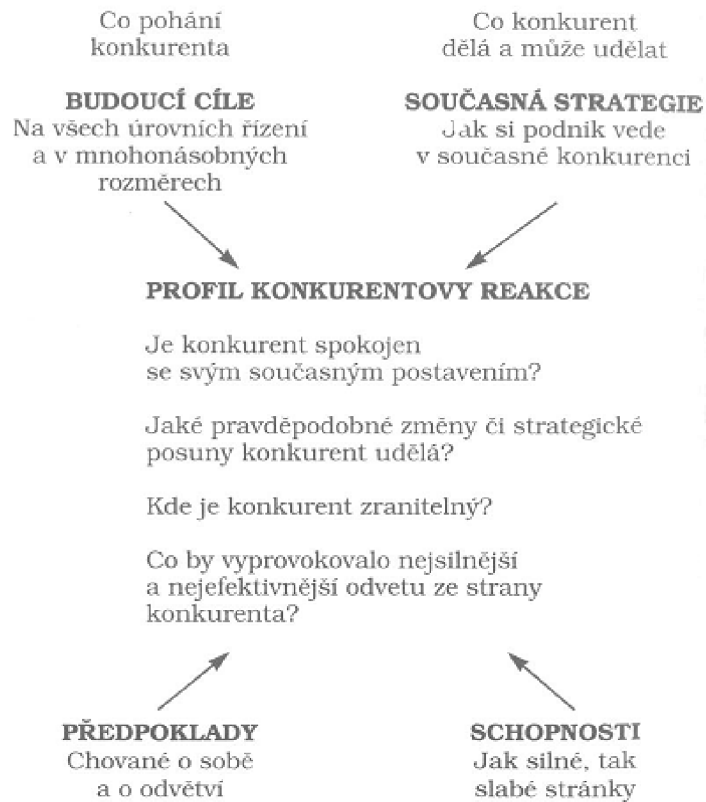 Co pohání
konkurenta
BUDOUCÍ CÍLE
Na všech úrovních řízení
a v mnohonásobných
rozměrech
Co konkurent
dělá a může udělat
SOUČASNÁ STRATEGIE
Jak si podnik vede
v současné konkurenci
PROFIL KONKURENTOVY REAKCE
Je konkurent spokojen
se svým současným postavením?
Jaké pravděpodobné změny či strategické
posuny konkurent udělá?
Kde je konkurent zranitelný?
Co by vyprovokovalo nejsilnější
a nejefektivnější odvetu ze strany
konkurenta?
PŘEDPOKLADY
Chované o sobě
a o odvětví
SCHOPNOSTI
Jak silné, tak
slabé stránky